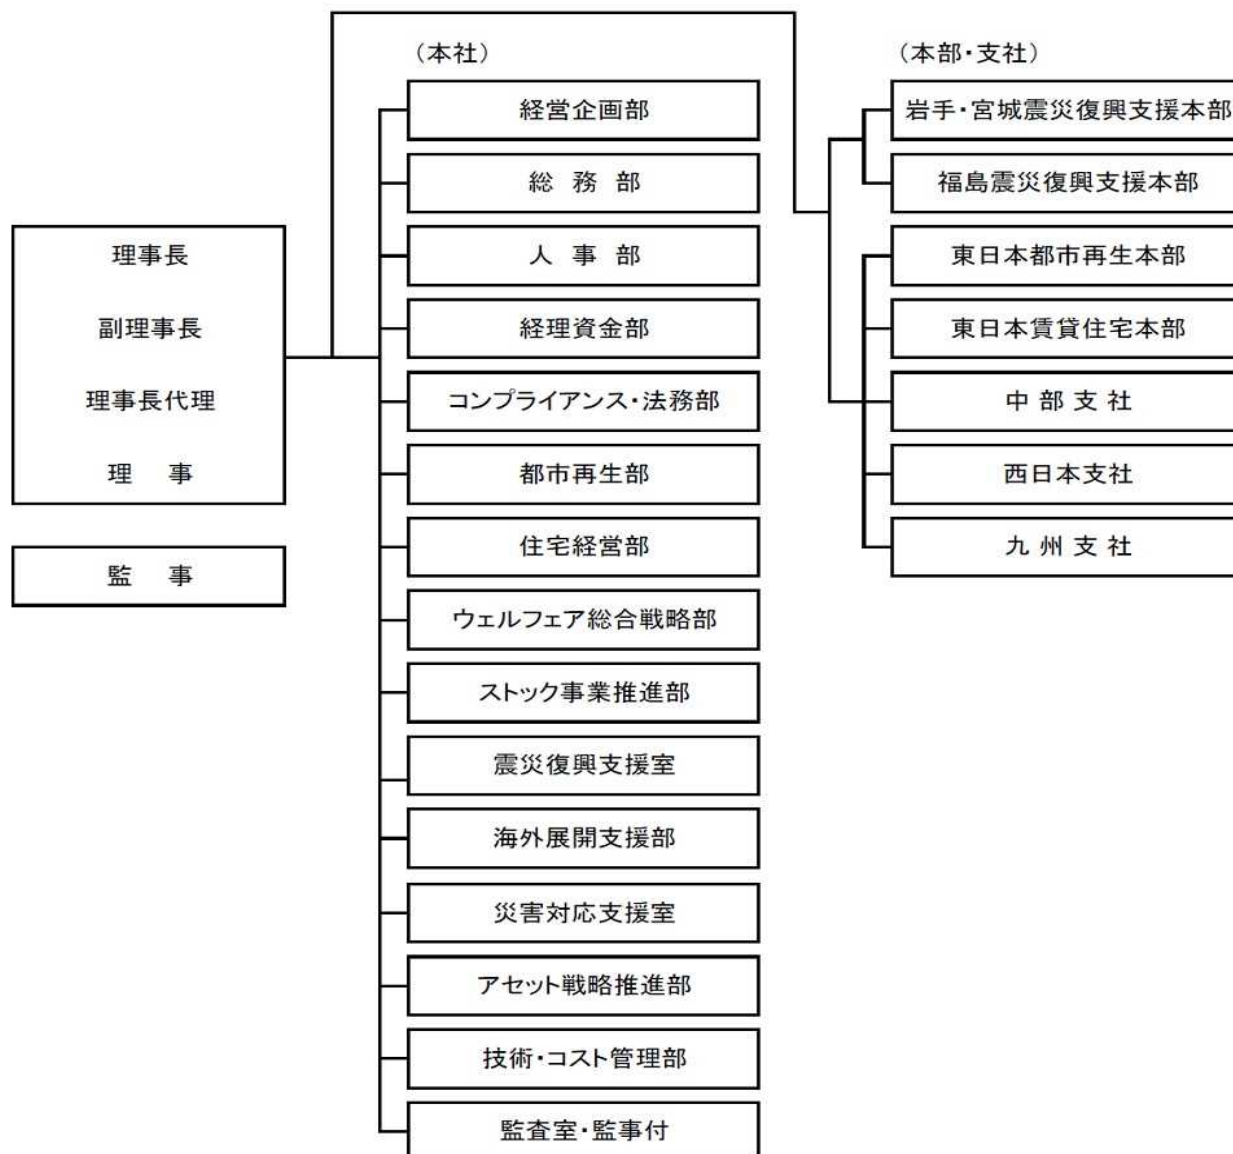 理事長
副理事長
理事長代理
理　事
監　事
（本社）
経営企画部
総 務 部
人 事 部
経理資金部
コンプライアンス・法務部
都市再生部
住宅経営部
ウェルフェア総合戦略部
ストック事業推進部
震災復興支援室
海外展開支援部
災害対応支援室
アセット戦略推進部
技術・コスト管理部
監査室・監事付
（本部・支社）
岩手・宮城震災復興支援本部
福島震災復興支援本部
東日本都市再生本部
東日本賃貸住宅本部
中 部 支 社
西日本支社
九 州 支 社